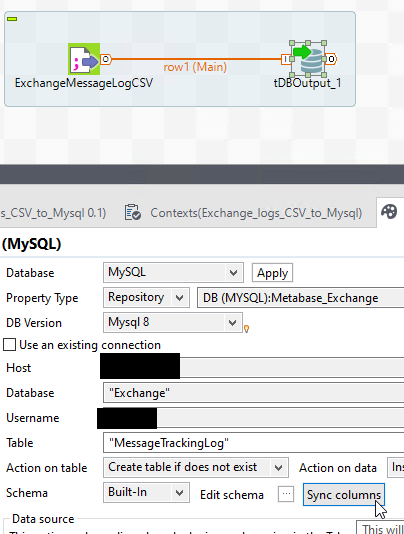 ExchangeMessageLogCSV
row1 (Main)
tDBOutput_1
s_CSV_to_Mysql 0.1)
Contexts(Exchange_logs_CSV_to_Mysql)
(MySQL)
Database MySQL Apply
Property Type Repository DB (MYSQL):Metabase_Exchange
DB Version Mysql 8
Use an existing connection
Host
Database "Exchange"
Username
Table "MessageTrackingLog"
Action on table Create table if does not exist Action on data Ins
Schema Built-In Edit schema ... Sync columns
Data source
This will